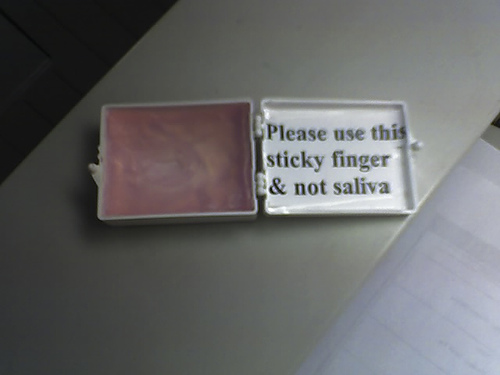 Please use this
sticky finger
& not saliva